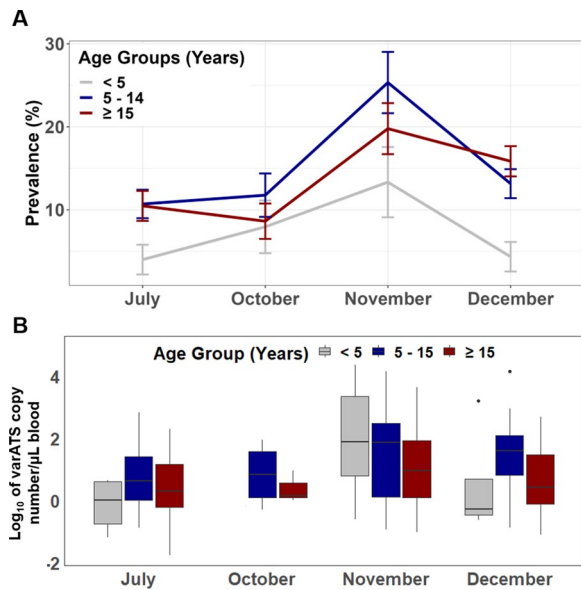 A
Age Groups (Years)
< 5
5 - 14
≥ 15
Prevalence (%)
30
20
10
July October November December
B
Age Group (Years) < 5 5 - 15 ≥ 15
Log10 of varATS copy
number/µL blood
4
2
0
-2
July October November December